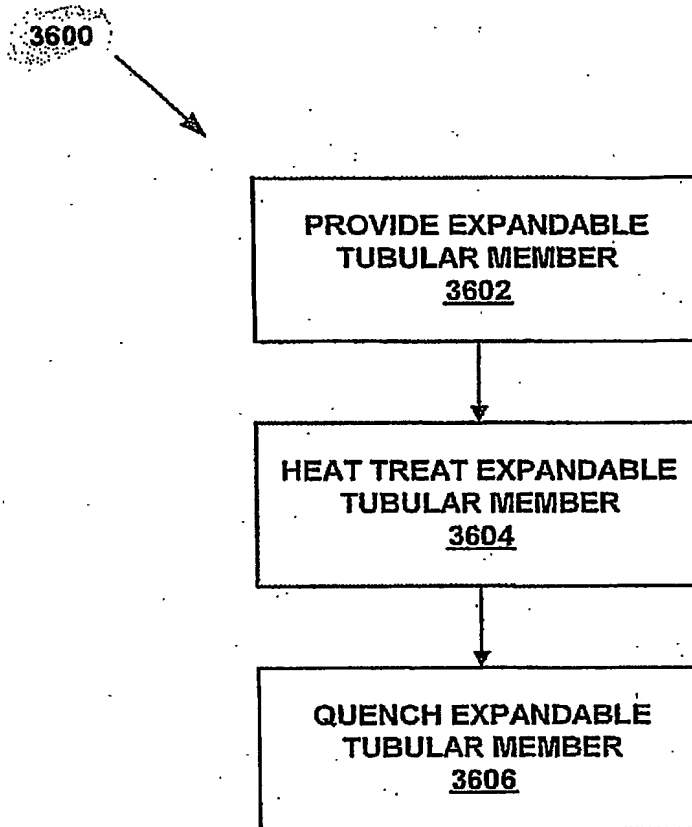 3600
PROVIDE EXPANDABLE
TUBULAR MEMBER
3602
HEAT TREAT EXPANDABLE
TUBULAR MEMBER
3604
QUENCH EXPANDABLE
TUBULAR MEMBER
3606